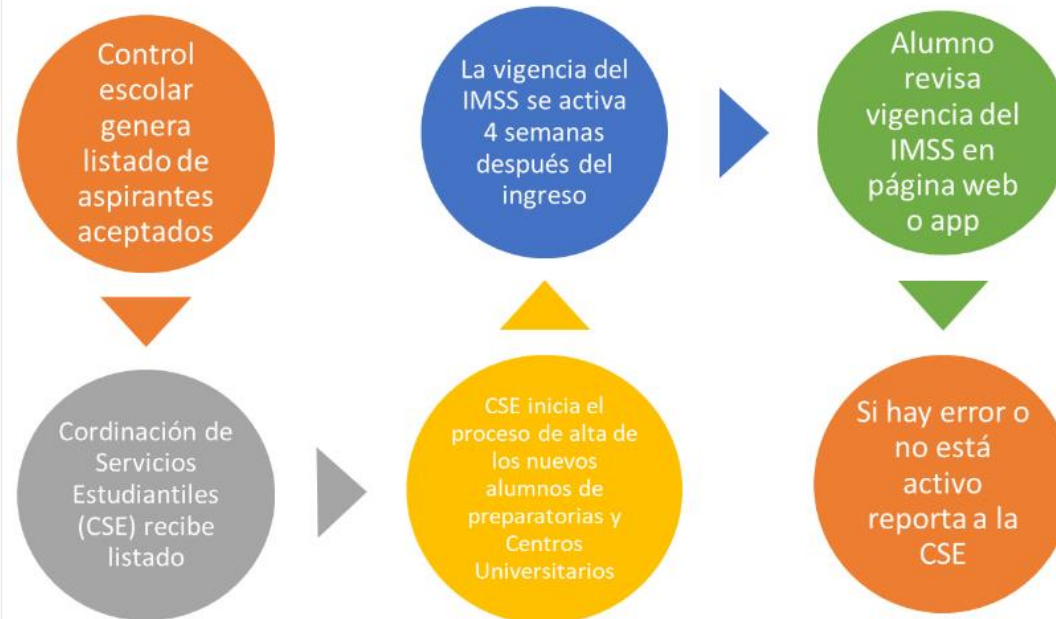 Control
escolar
genera
listado de
aspirantes
aceptados
Cordinación de
Servicios
Estudiantiles
(CSE) recibe
listado
CSE inicia el
proceso de alta de
los nuevos
alumnos de
preparatorias y
Centros
Universitarios
La vigencia del
IMSS se activa
4 semanas
después del
ingreso
Alumno
revisa
vigencia del
IMSS en
página web
o app
Si hay error o
no está
activo
reporta a la
CSE